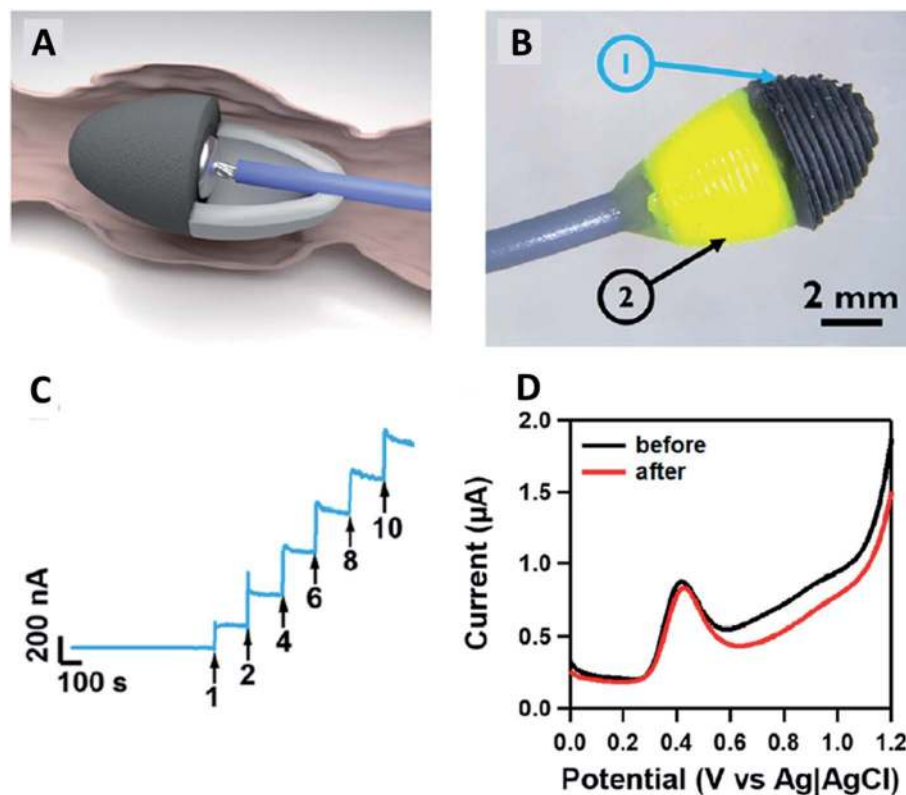 A
B
1
2
2 mm
C
200 nA
100 s
1
2
4
6
8
10
D
before
after
Current (µA)
2.0
1.5
1.0
0.5
0.0
0.0 0.2 0.4 0.6 0.8 1.0 1.2
Potential (V vs Ag|AgCl)